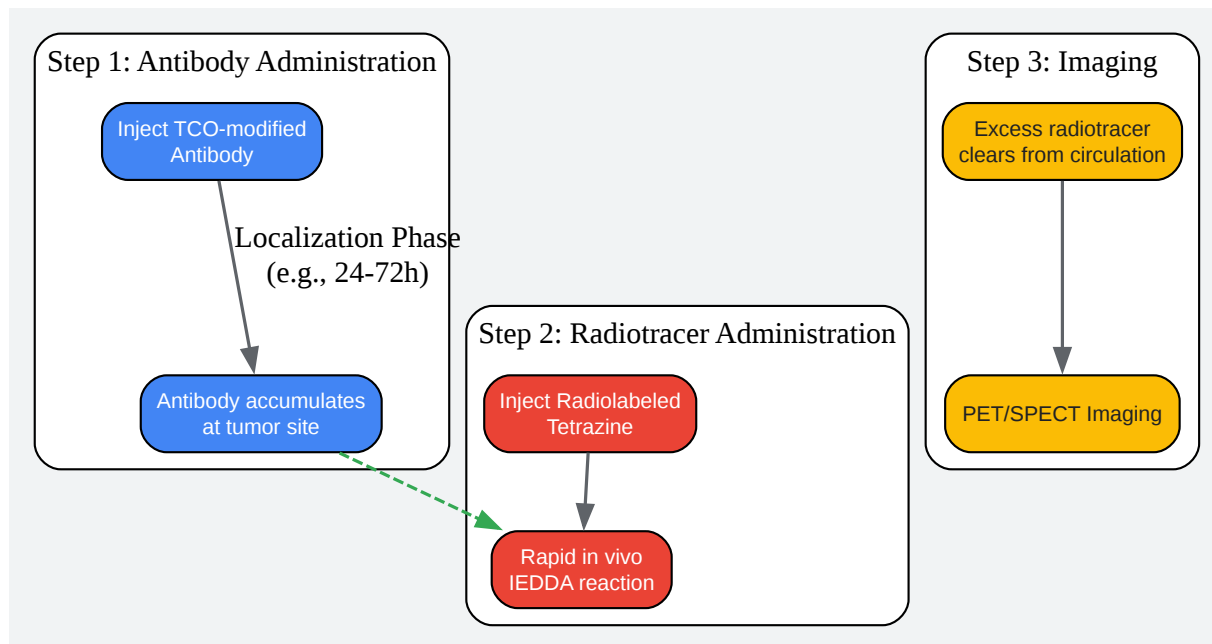 Step 1: Antibody Administration
Inject TCO-modified
Antibody
Localization Phase
(e.g., 24-72h)
Antibody accumulates
at tumor site
Step 2: Radiotracer Administration
Inject Radiolabeled
Tetrazine
Rapid in vivo
IEDDA reaction
Step 3: Imaging
Excess radiotracer
clears from circulation
PET/SPECT Imaging